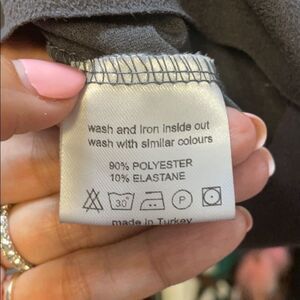 wash and iron inside out
wash with similar colours
90% POLYESTER
10% ELASTANE
30°
P
made in Turkey